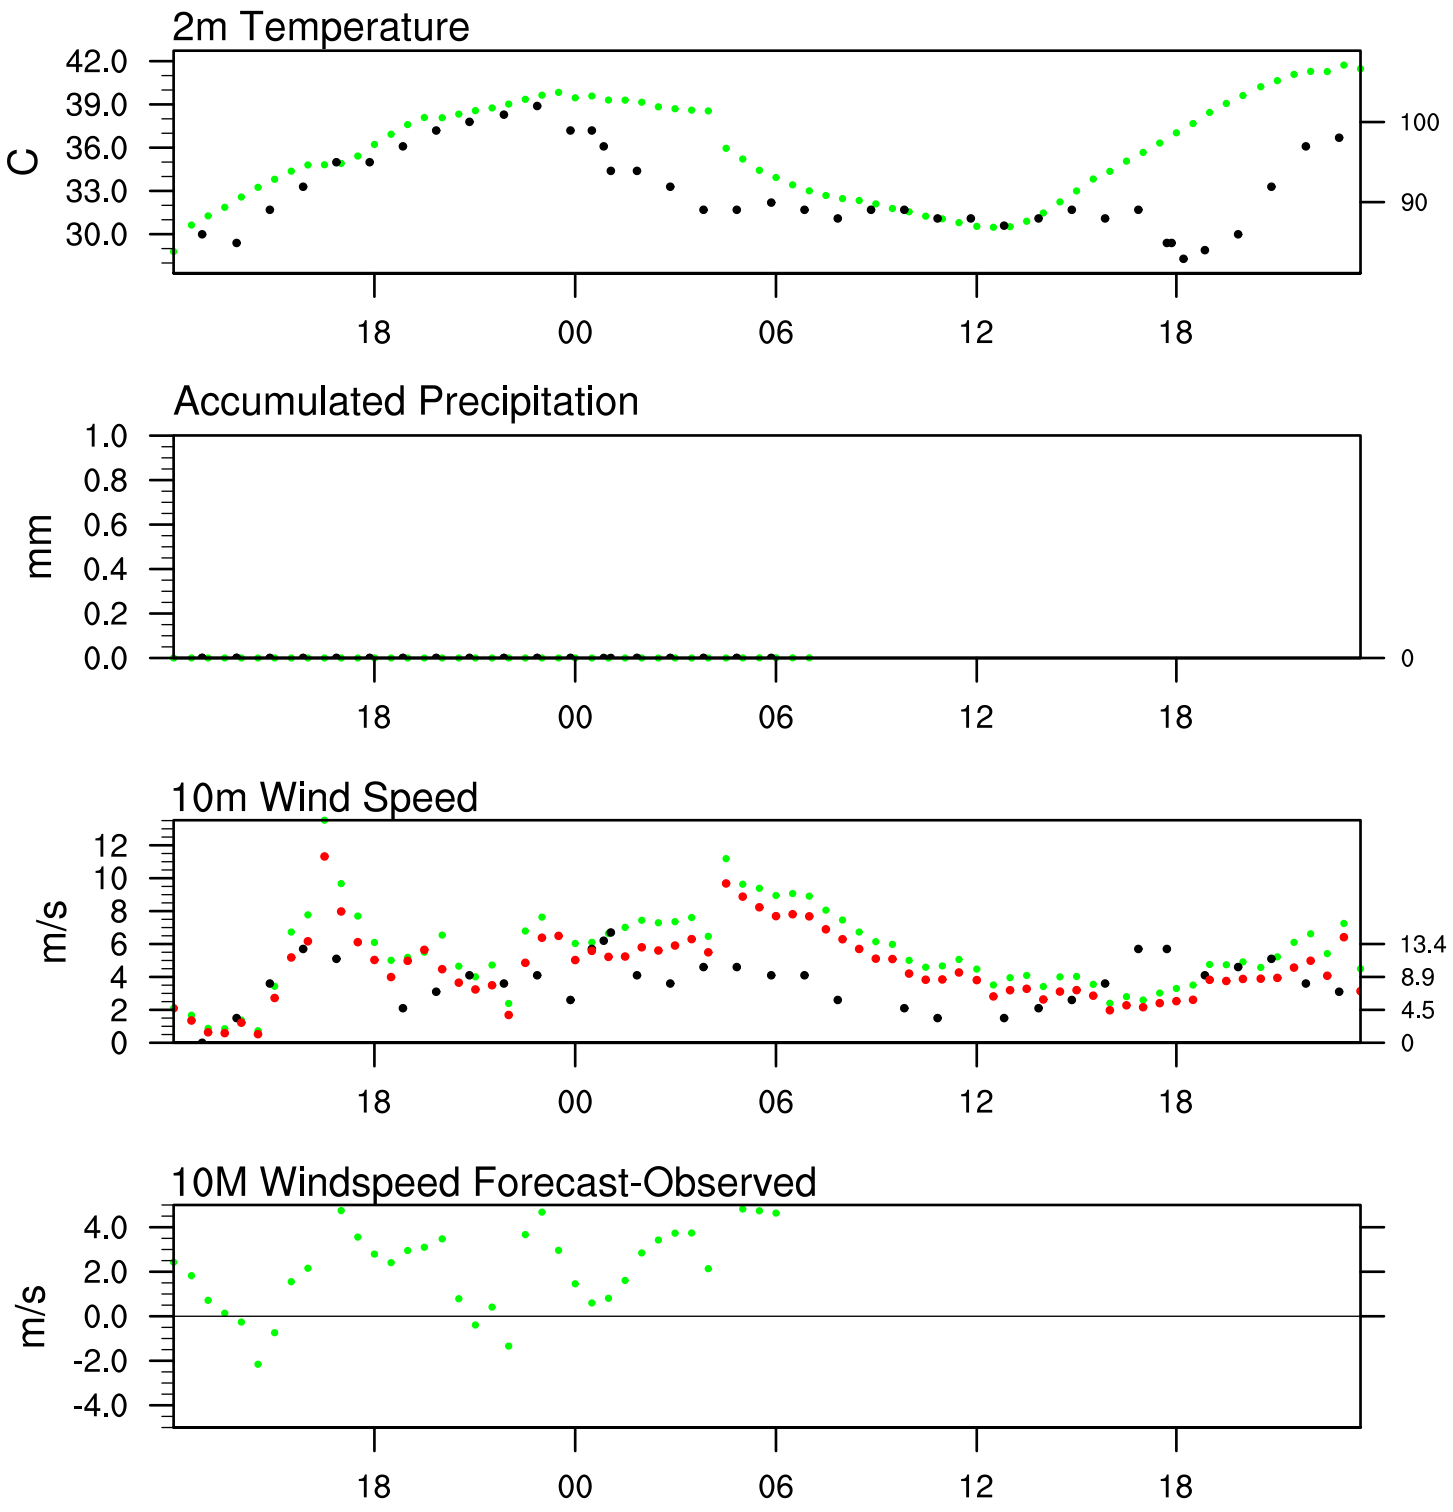 2m Temperature
42.0
39.0
36.0
33.0
30.0
C
100
90
18 00 06 12 18
Accumulated Precipitation
1.0
0.8
0.6
0.4
0.2
0.0
mm
0
18 00 06 12 18
10m Wind Speed
12
10
8
6
4
2
0
m/s
13.4
8.9
4.5
0
18 00 06 12 18
10M Windspeed Forecast-Observed
4.0
2.0
0.0
-2.0
-4.0
m/s
18 00 06 12 18